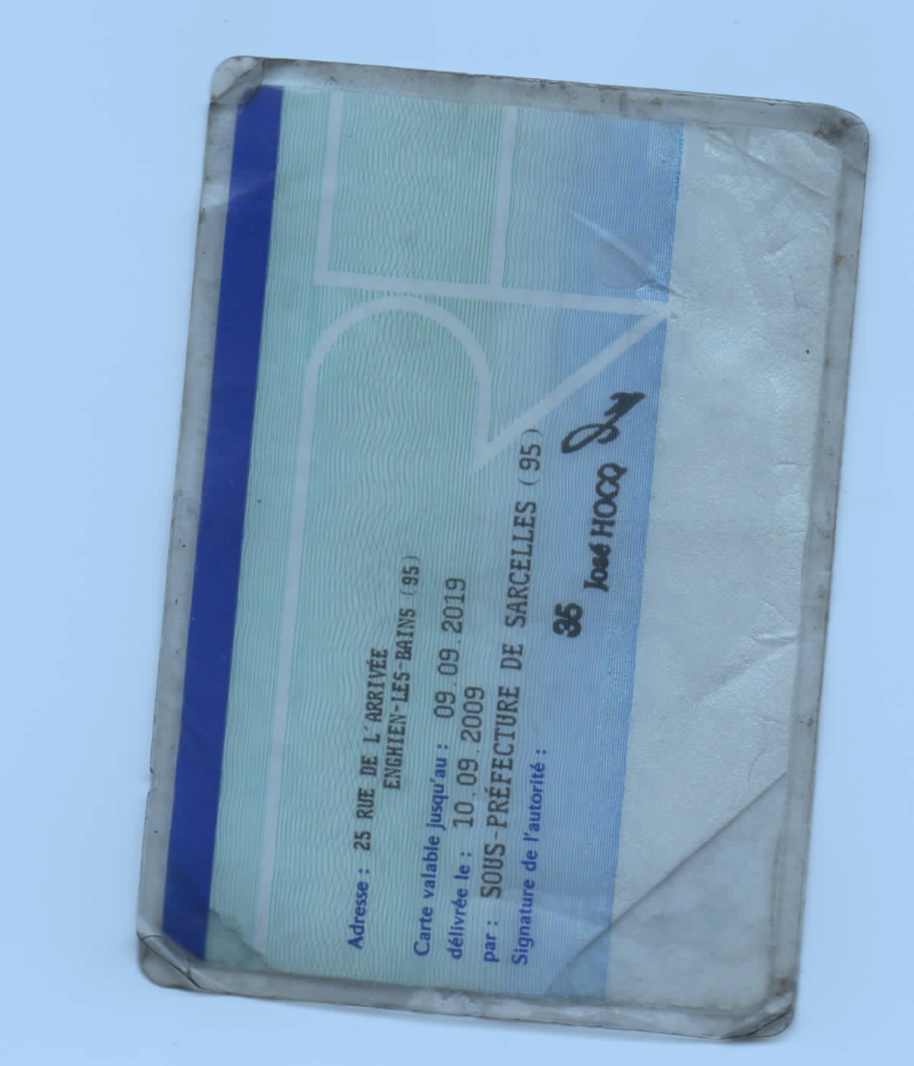 Adresse : 25 RUE DE L'ARRIVÉE
ENGHIEN-LES-BAINS (95)
Carte valable jusqu'au : 09.09.2019
délivrée le : 10.09.2009
par : SOUS-PRÉFECTURE DE SARCELLES (95)
Signature de l'autorité :
35
José HOCQ